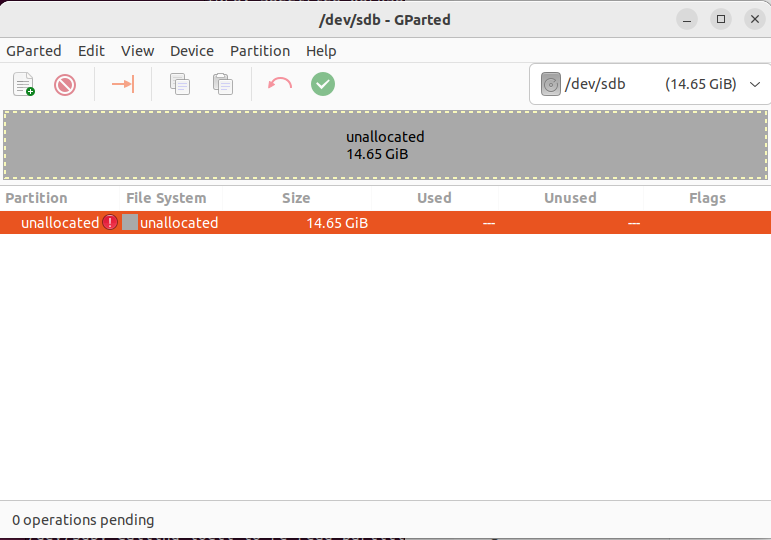 /dev/sdb - GParted
GParted Edit View Device Partition Help
/dev/sdb (14.65 GiB)
unallocated
14.65 GiB
Partition File System Size Used Unused Flags
unallocated unallocated 14.65 GiB --- ---
0 operations pending